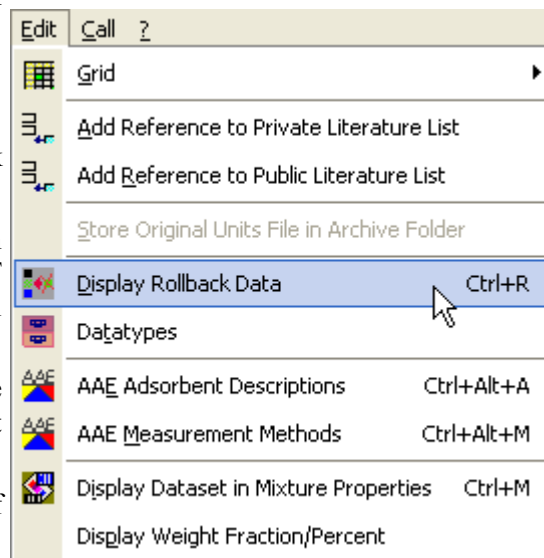 Edit Call ?
Grid
Add Reference to Private Literature List
Add Reference to Public Literature List
Store Original Units File in Archive Folder
Display Rollback Data Ctrl+R
Datatypes
AAE AAE Adsorbent Descriptions Ctrl+Alt+A
AAE AAE Measurement Methods Ctrl+Alt+M
Display Dataset in Mixture Properties Ctrl+M
Display Weight Fraction/Percent